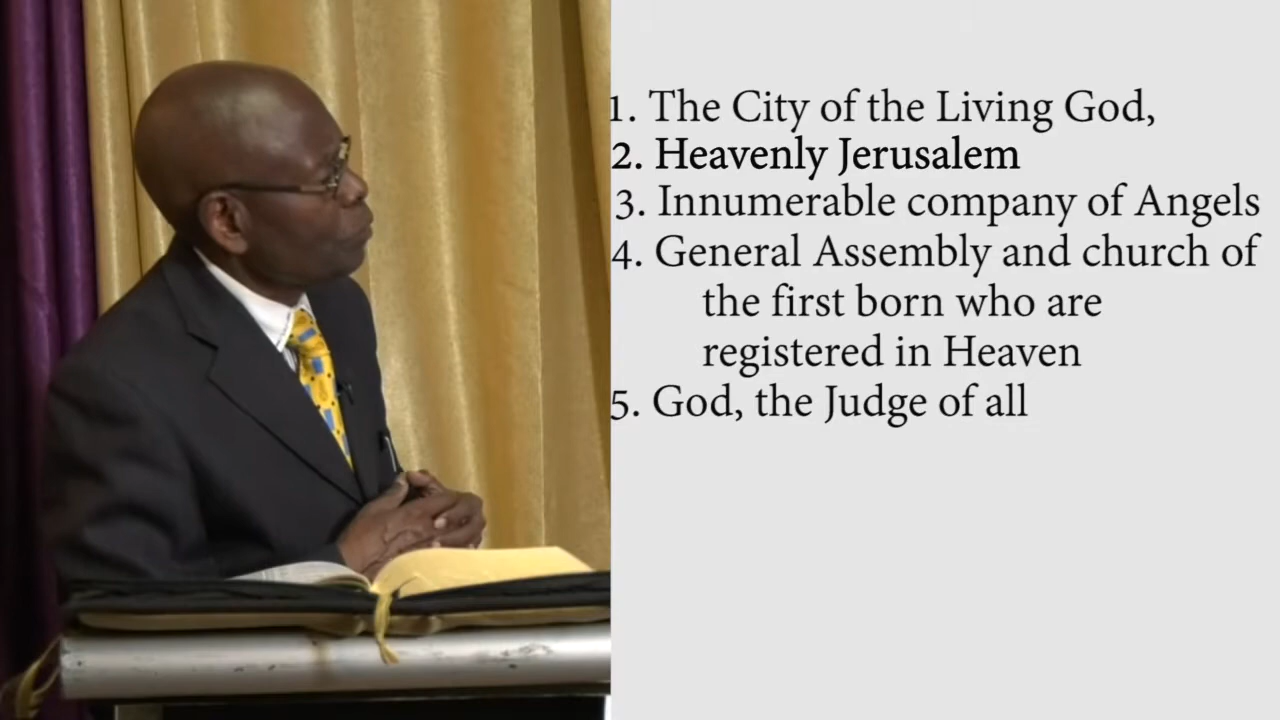 1. The City of the Living God,
2. Heavenly Jerusalem
3. Innumerable company of Angels
4. General Assembly and church of
the first born who are
registered in Heaven
5. God, the Judge of all